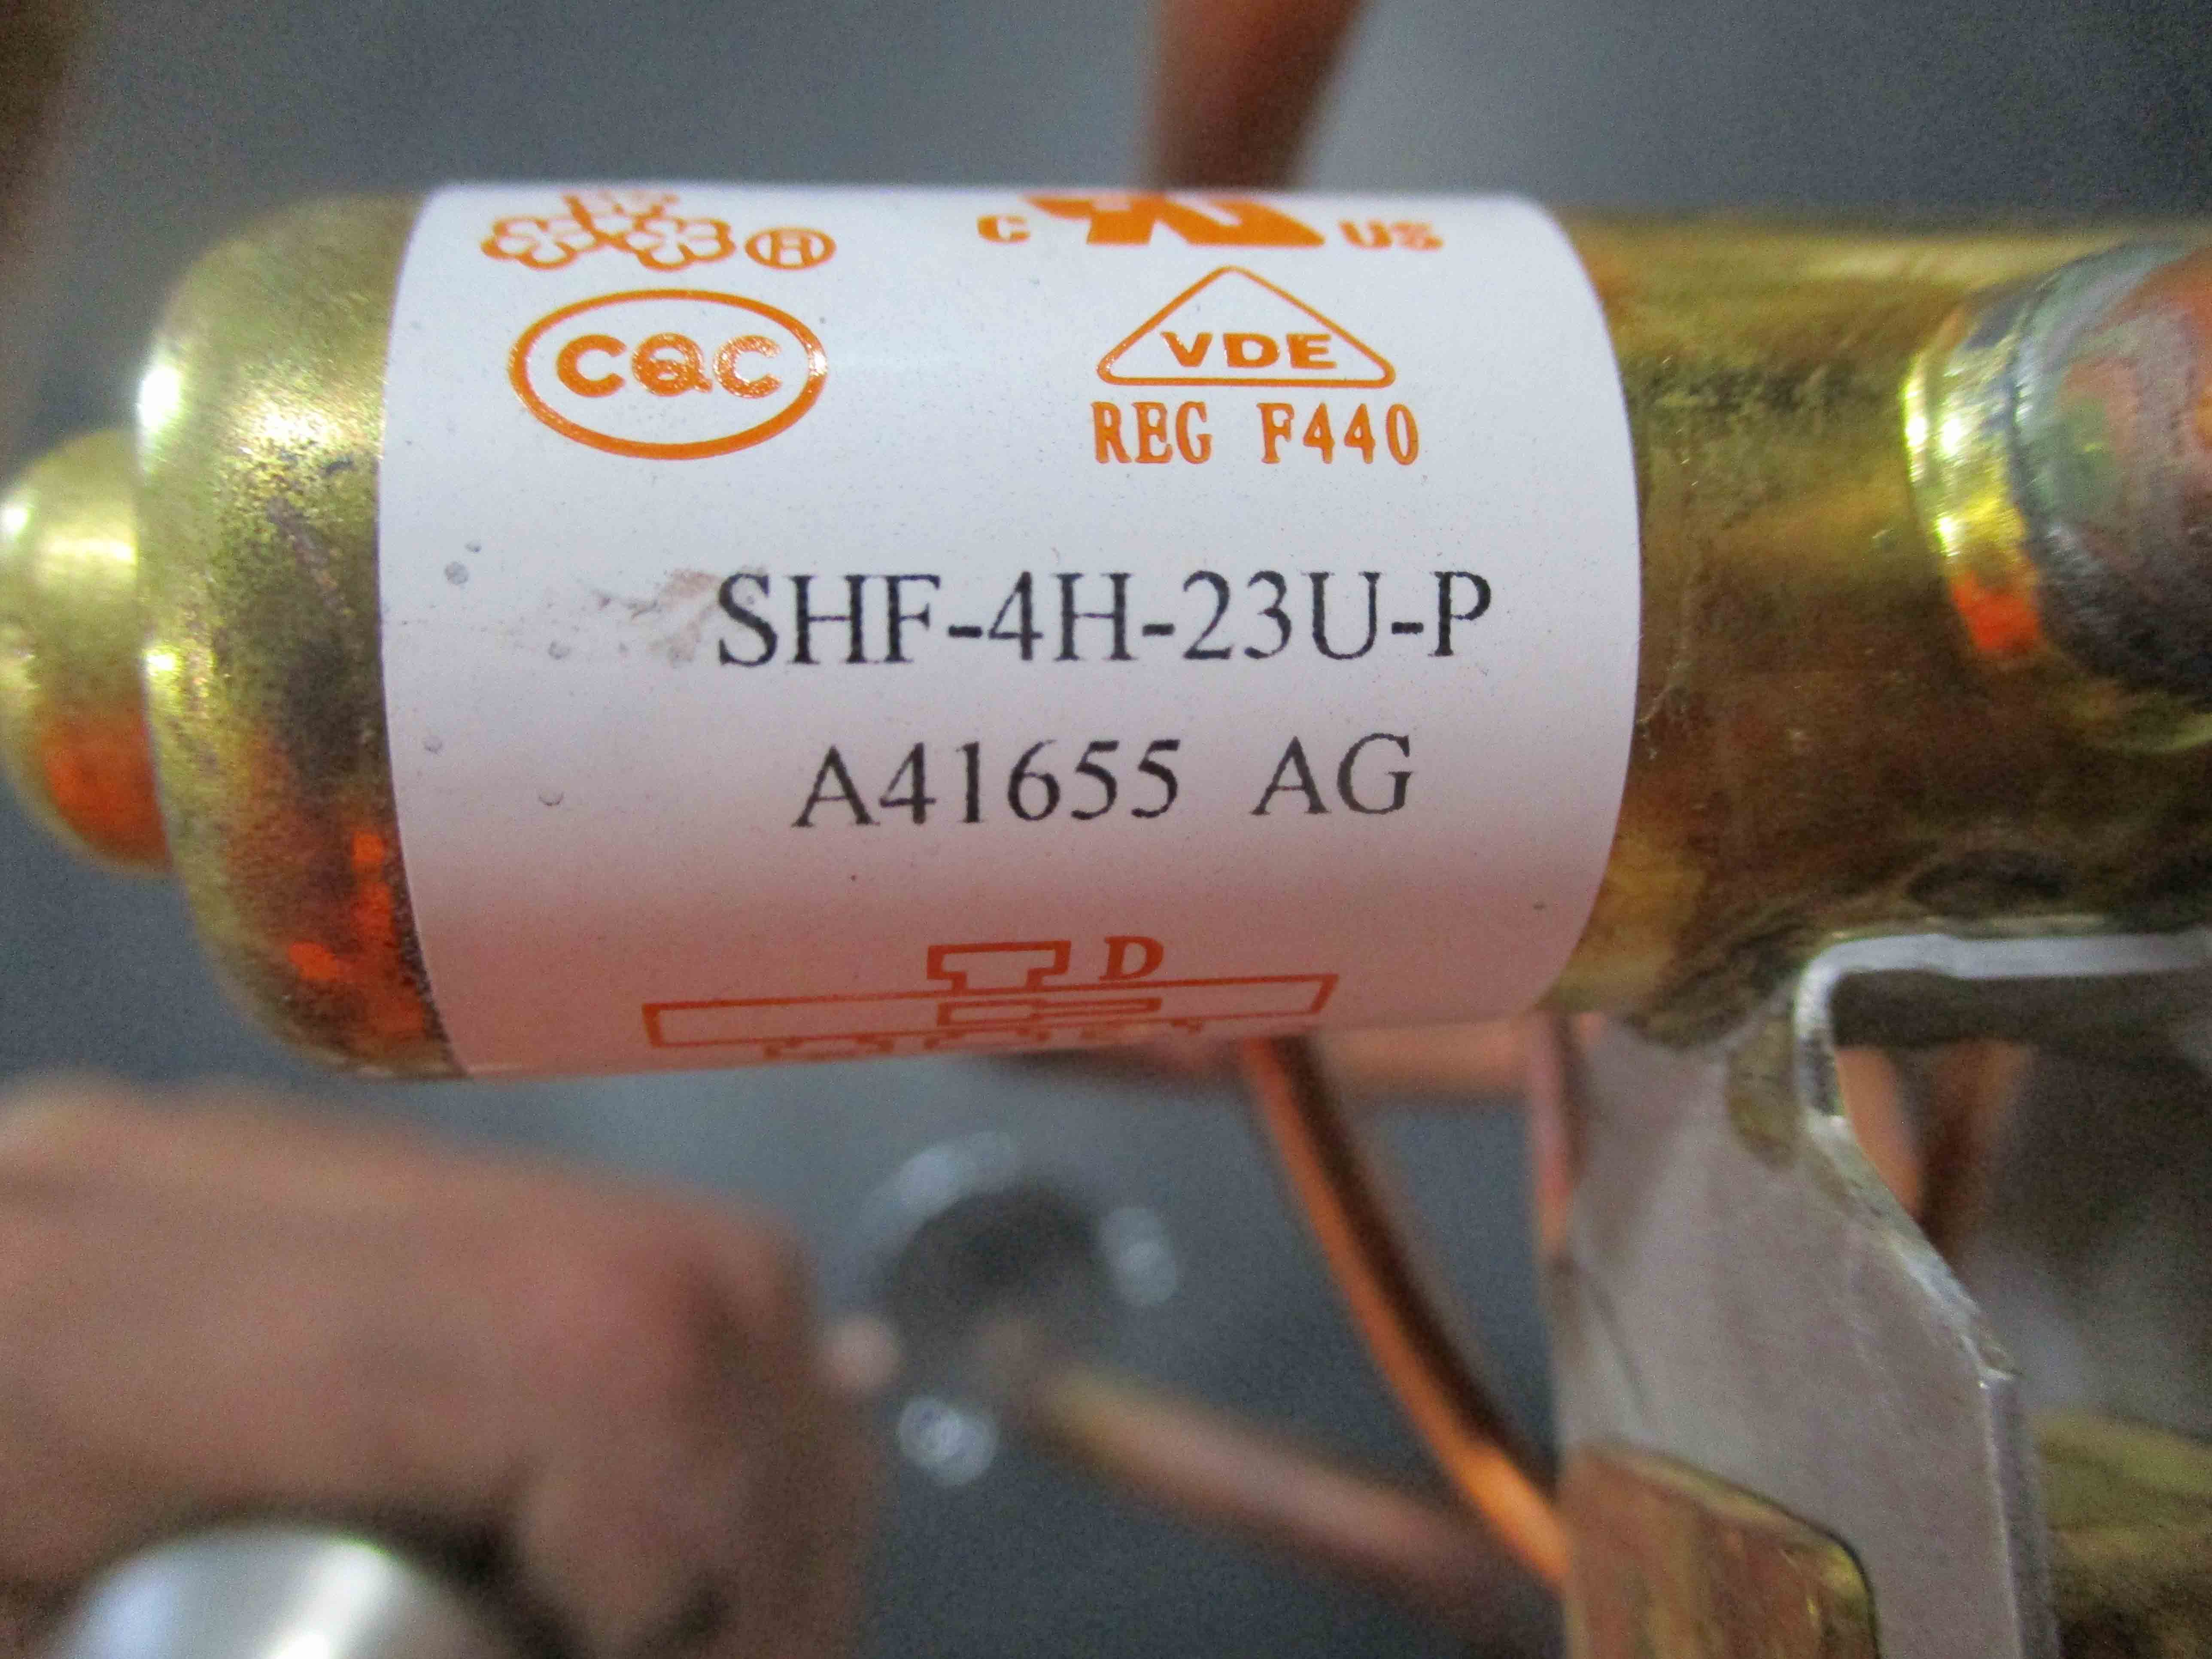 Ⓗ
C US
CQC
VDE
REG F440
SHF-4H-23U-P
A41655 AG
D